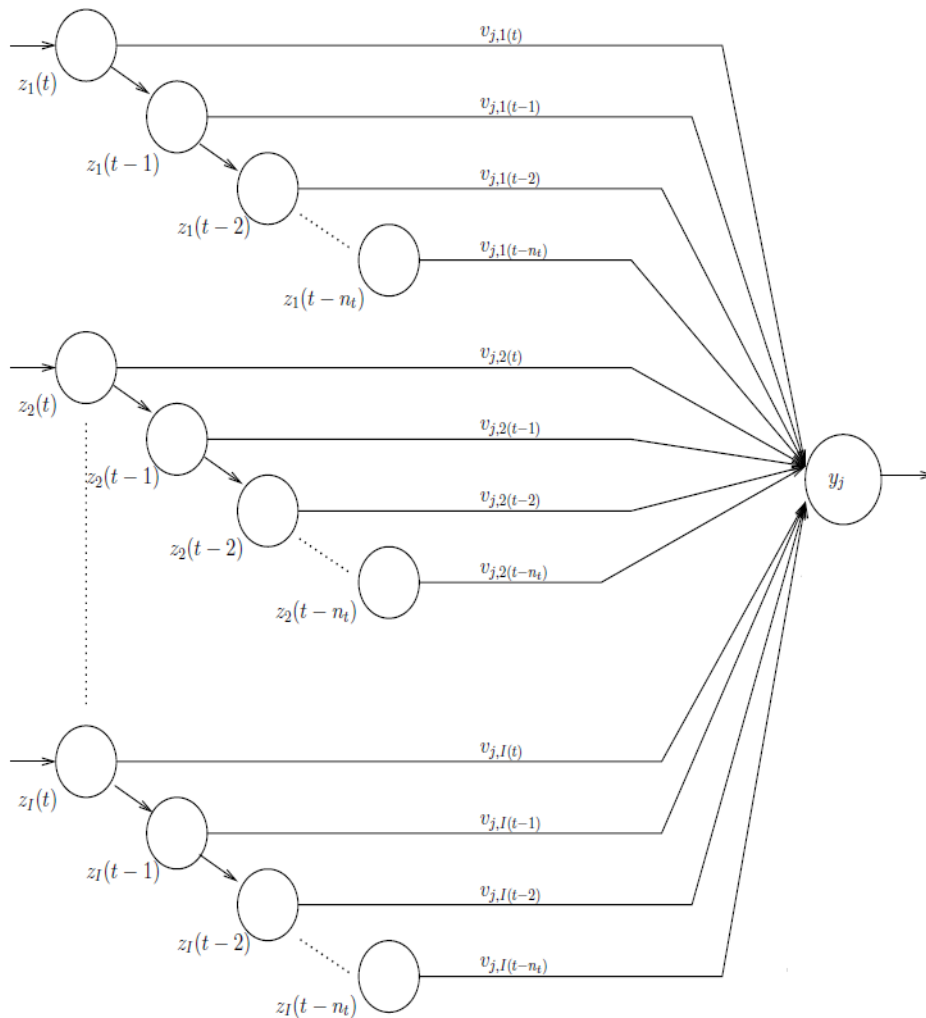 v_{j,1(t)}
z_1(t)
v_{j,1(t−1)}
z_1(t − 1)
v_{j,1(t−2)}
z_1(t − 2)
v_{j,1(t−n_t)}
z_1(t − n_t)
v_{j,2(t)}
z_2(t)
v_{j,2(t−1)}
z_2(t − 1)
y_j
v_{j,2(t−2)}
z_2(t − 2)
v_{j,2(t−n_t)}
z_2(t − n_t)
v_{j,I(t)}
z_I(t)
v_{j,I(t−1)}
z_I(t − 1)
v_{j,I(t−2)}
z_I(t − 2)
v_{j,I(t−n_t)}
z_I(t − n_t)